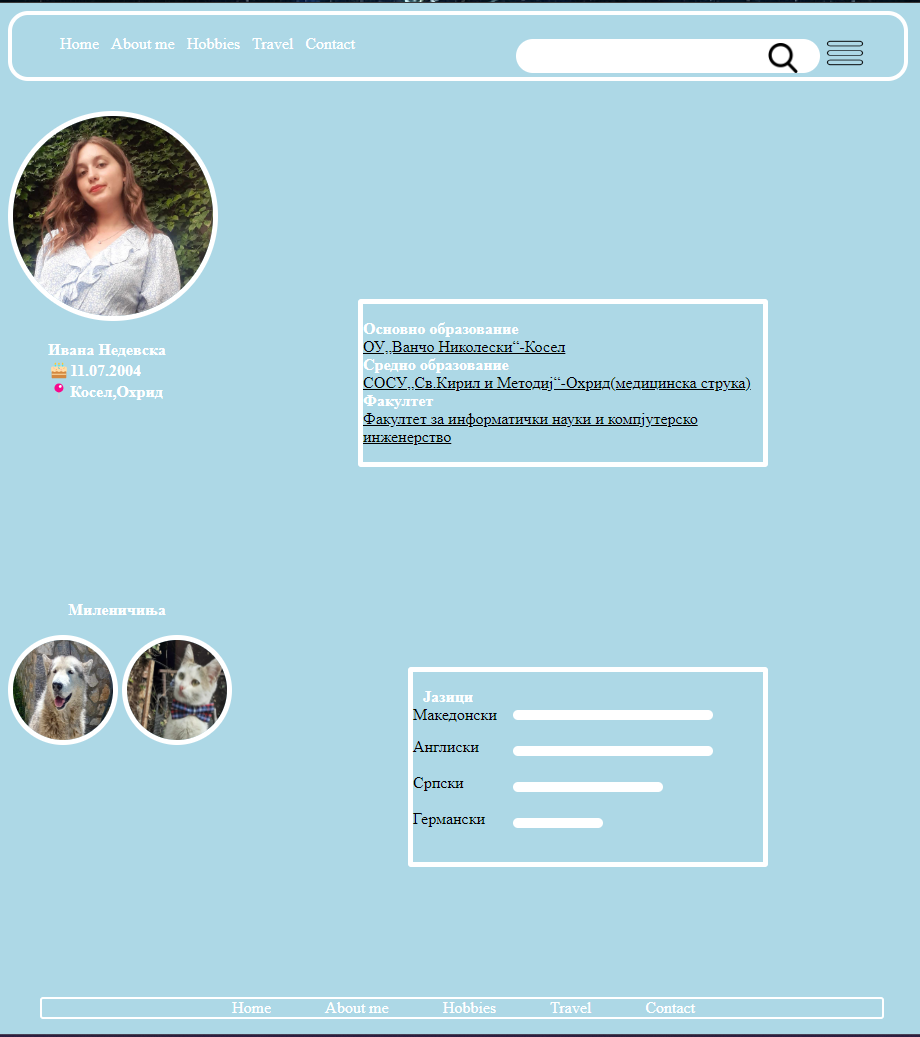 Home About me Hobbies Travel Contact
Ивана Недевска
11.07.2004
Косел,Охрид
Основно образование
ОУ,,Ванчо Николески“-Косел
Средно образование
СОСУ,,Св.Кирил и Методиј“-Охрид(медицинска струка)
Факултет
Факултет за информатички науки и компјутерско
инженерство
Миленичиња
Јазици
Македонски
Англиски
Српски
Германски
Home About me Hobbies Travel Contact